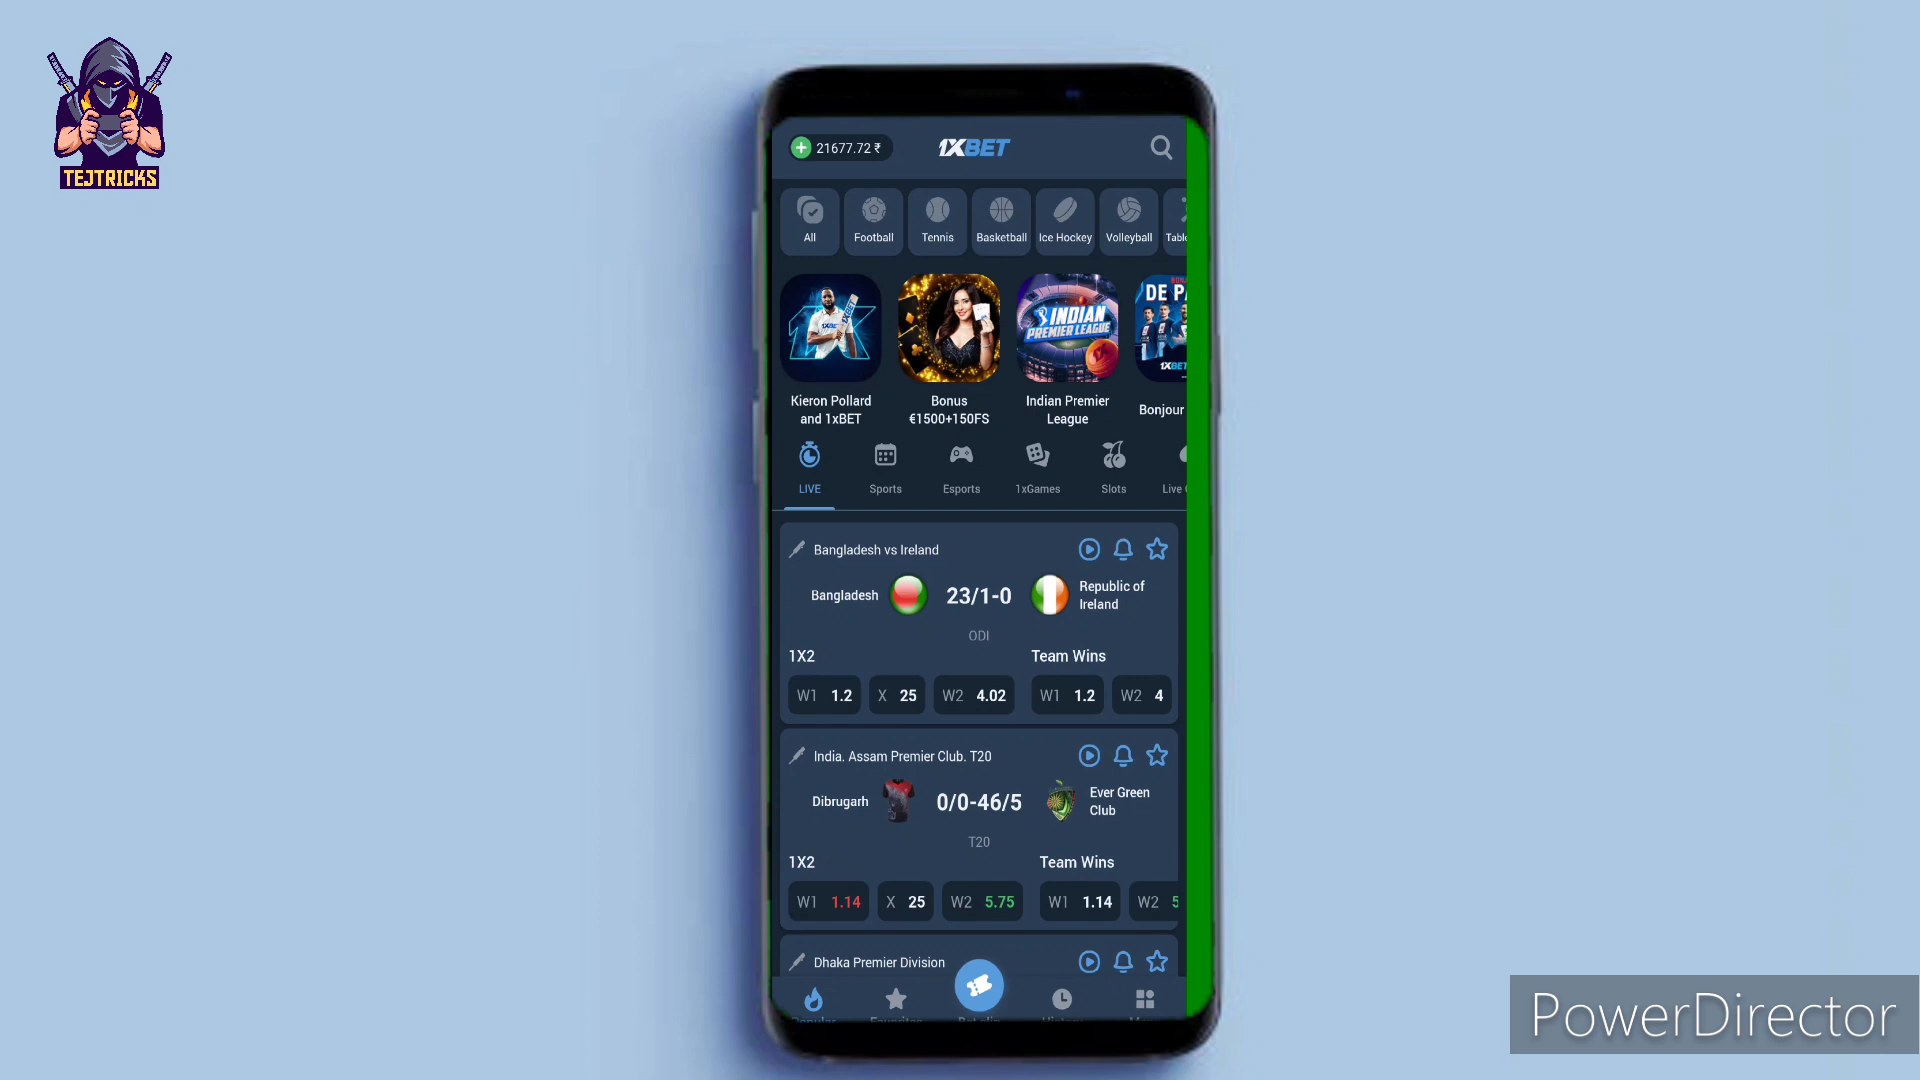 TEJTRICKS
21677.72 ₹
1XBET
All
Football
Tennis
Basketball
Ice Hockey
Volleyball
1XBET
INDIAN
PREMIER LEAGUE
1XBET
Kieron Pollard
and 1xBET
Bonus
€1500+150FS
Indian Premier
League
Bonjour
LIVE
Sports
Esports
1xGames
Slots
Live
Bangladesh vs Ireland
Bangladesh
23/1-0
Republic of
Ireland
ODI
1X2
Team Wins
W1 1.2
X 25
W2 4.02
W1 1.2
W2 4
India. Assam Premier Club. T20
Dibrugarh
0/0-46/5
Ever Green
Club
T20
1X2
Team Wins
W1 1.14
X 25
W2 5.75
W1 1.14
W2 5
Dhaka Premier Division
PowerDirector